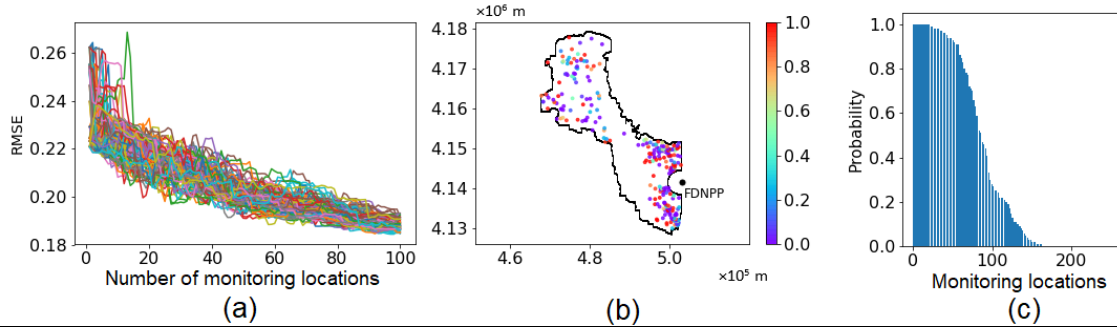 0.26
0.24
0.22
0.20
0.18
RMSE
0 20 40 60 80 100
Number of monitoring locations
(a)
×10⁶ m
4.18
4.17
4.16
4.15
4.14
4.13
FDNPP
4.6 4.8 5.0
×10⁵ m
(b)
1.0
0.8
0.6
0.4
0.2
0.0
Probability
1.0
0.8
0.6
0.4
0.2
0.0
0 100 200
Monitoring locations
(c)